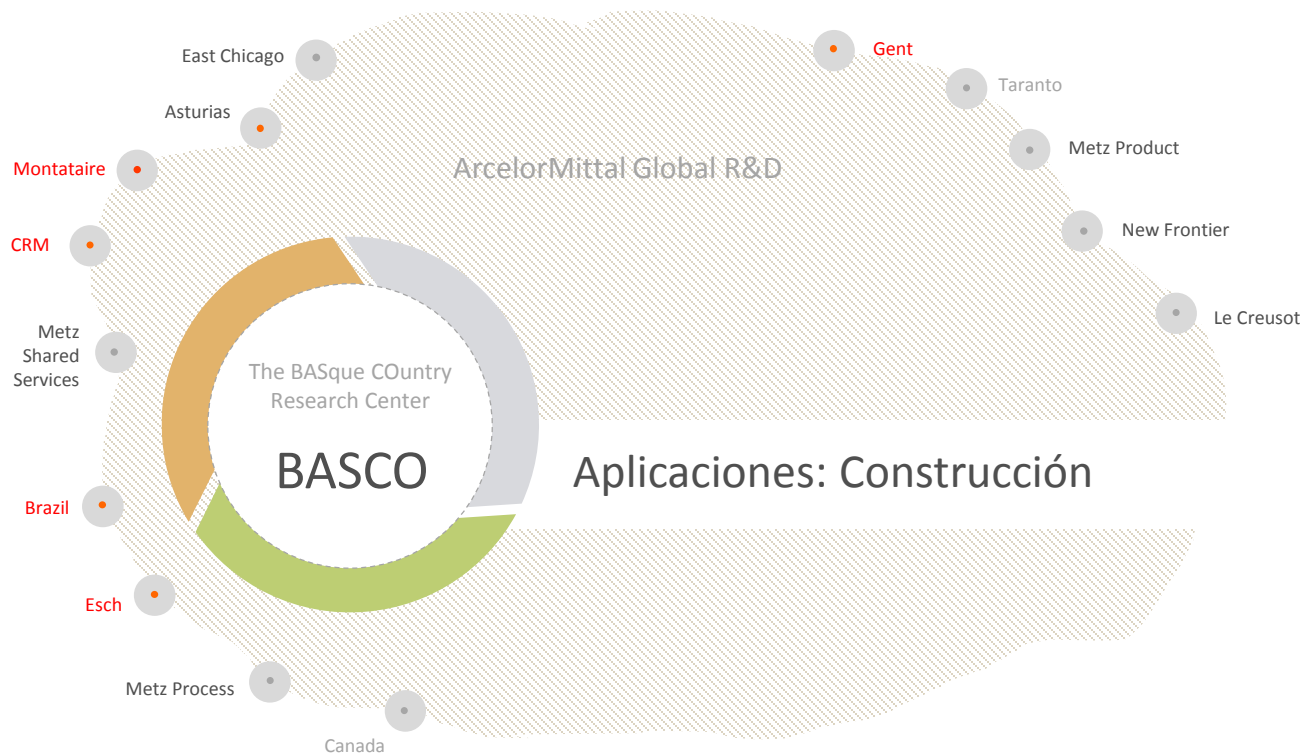 East Chicago
Gent
Taranto
Asturias
Metz Product
ArcelorMittal Global R&D
Montataire
New Frontier
CRM
Le Creusot
Metz
Shared
Services
The BASque COuntry
Research Center
BASCO
Aplicaciones: Construcción
Brazil
Esch
Metz Process
Canada